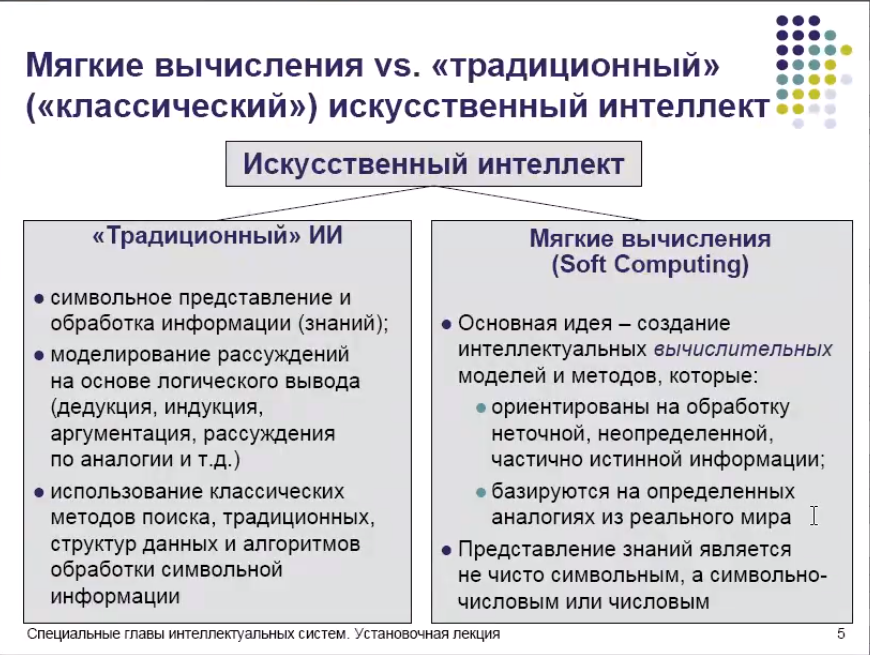 Мягкие вычисления vs. «традиционный»
(«классический») искусственный интеллект
Искусственный интеллект
«Традиционный» ИИ
● символьное представление и
обработка информации (знаний);
● моделирование рассуждений
на основе логического вывода
(дедукция, индукция,
аргументация, рассуждения
по аналогии и т.д.)
● использование классических
методов поиска, традиционных,
структур данных и алгоритмов
обработки символьной
информации
Мягкие вычисления
(Soft Computing)
● Основная идея – создание
интеллектуальных вычислительных
моделей и методов, которые:
● ориентированы на обработку
неточной, неопределенной,
частично истинной информации;
● базируются на определенных
аналогиях из реального мира
● Представление знаний является
не чисто символьным, а символьно-
числовым или числовым
Специальные главы интеллектуальных систем. Установочная лекция
5